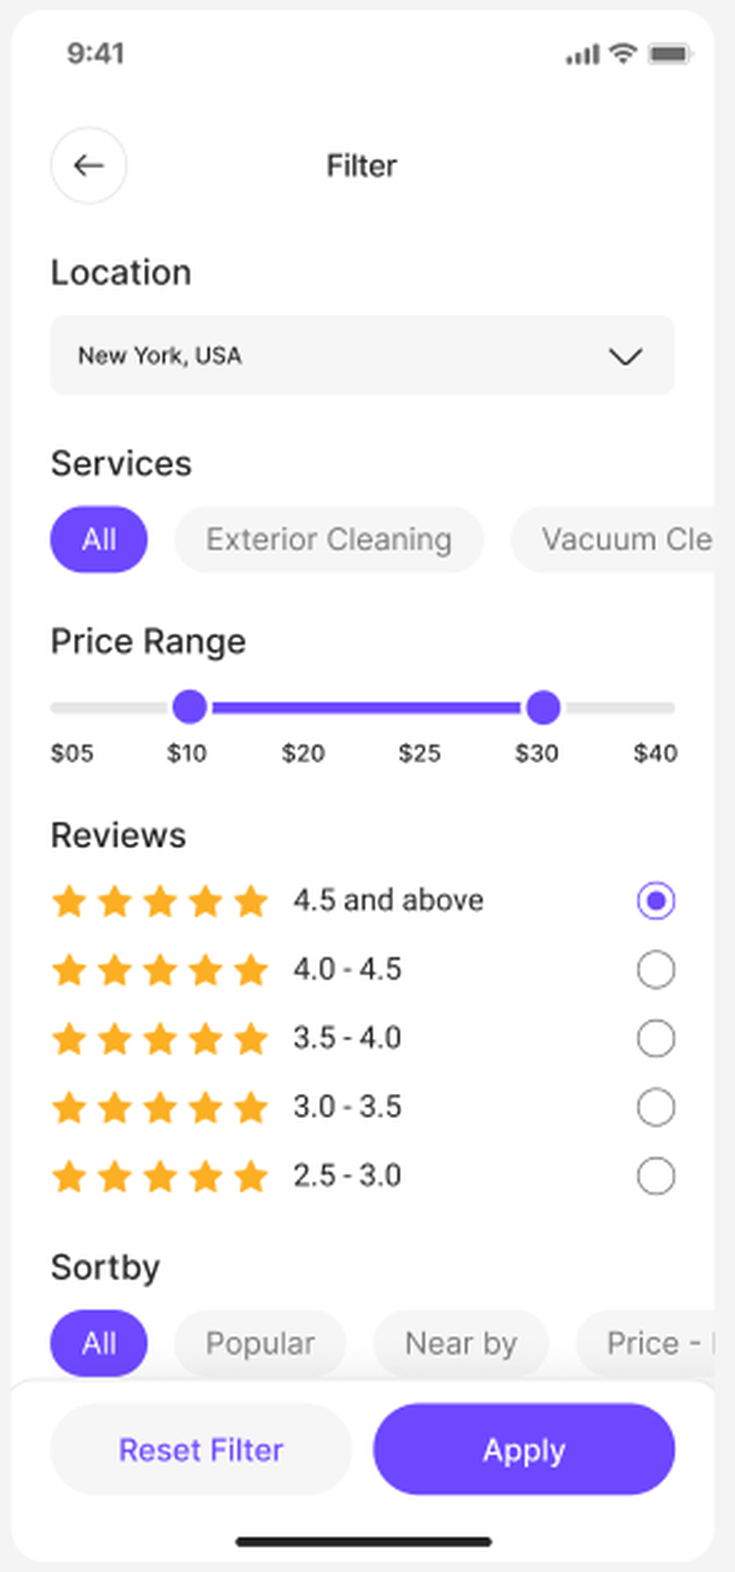 9:41
Filter
Location
New York, USA
Services
All Exterior Cleaning Vacuum Cle
Price Range
$05 $10 $20 $25 $30 $40
Reviews
4.5 and above
4.0 - 4.5
3.5 - 4.0
3.0 - 3.5
2.5 - 3.0
Sortby
All Popular Near by Price -
Reset Filter Apply